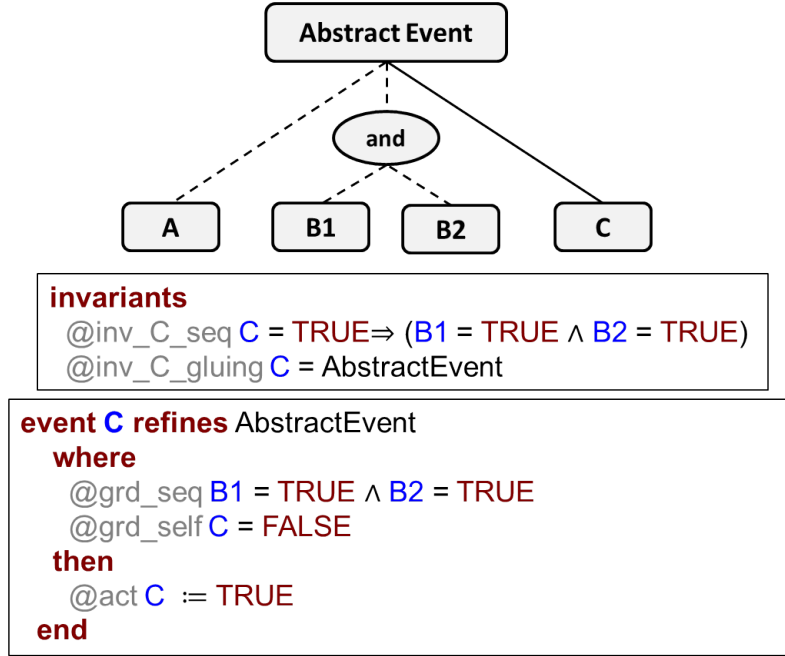 Abstract Event
and
A
B1
B2
C
invariants
@inv_C_seq C = TRUE⇒ (B1 = TRUE ∧ B2 = TRUE)
@inv_C_gluing C = AbstractEvent
event C refines AbstractEvent
where
@grd_seq B1 = TRUE ∧ B2 = TRUE
@grd_self C = FALSE
then
@act C ≔ TRUE
end